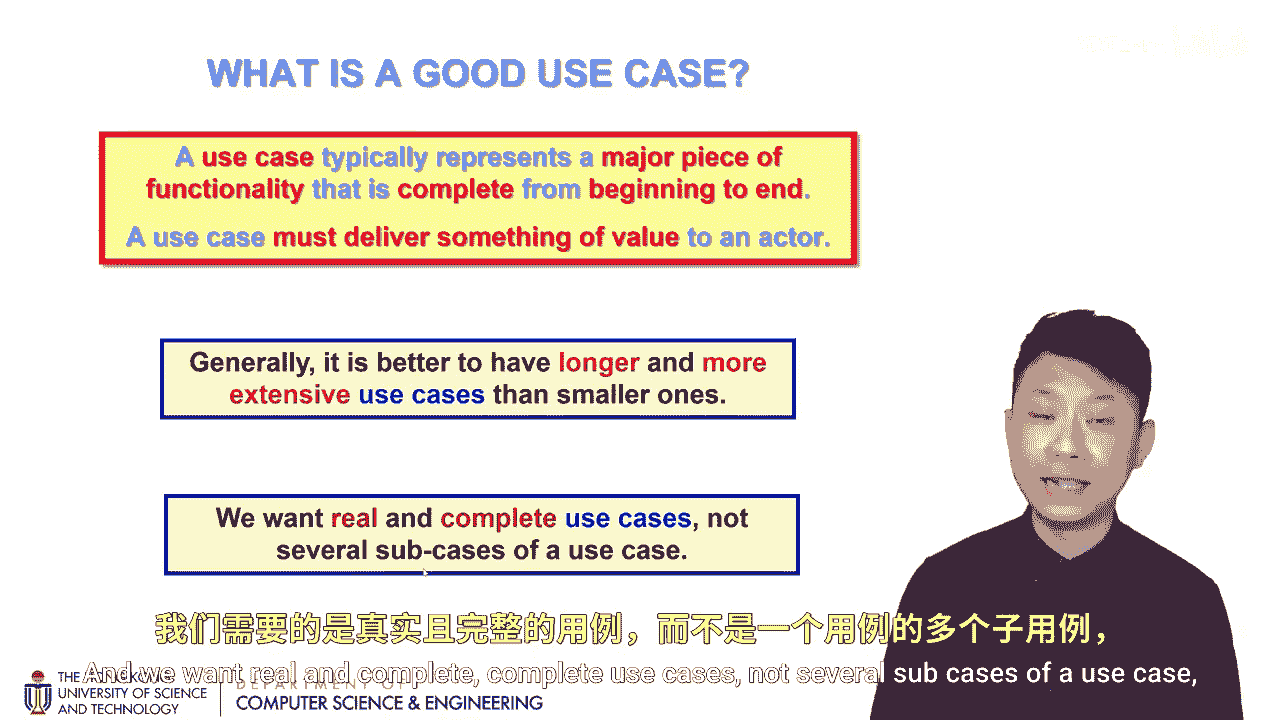 WHAT IS A GOOD USE CASE?
A use case typically represents a major piece of
functionality that is complete from beginning to end.
A use case must deliver something of value to an actor.
Generally, it is better to have longer and more
extensive use cases than smaller ones.
We want real and complete use cases, not
several sub-cases of a use case.
我们需要的是真实且完整的用例，而不是一个用例的多个子用例，
And we want real and complete, complete use cases, not several sub cases of a use case,
THE HONG KONG
UNIVERSITY OF SCIENCE
AND TECHNOLOGY
DEPARTMENT OF
COMPUTER SCIENCE & ENGINEERING